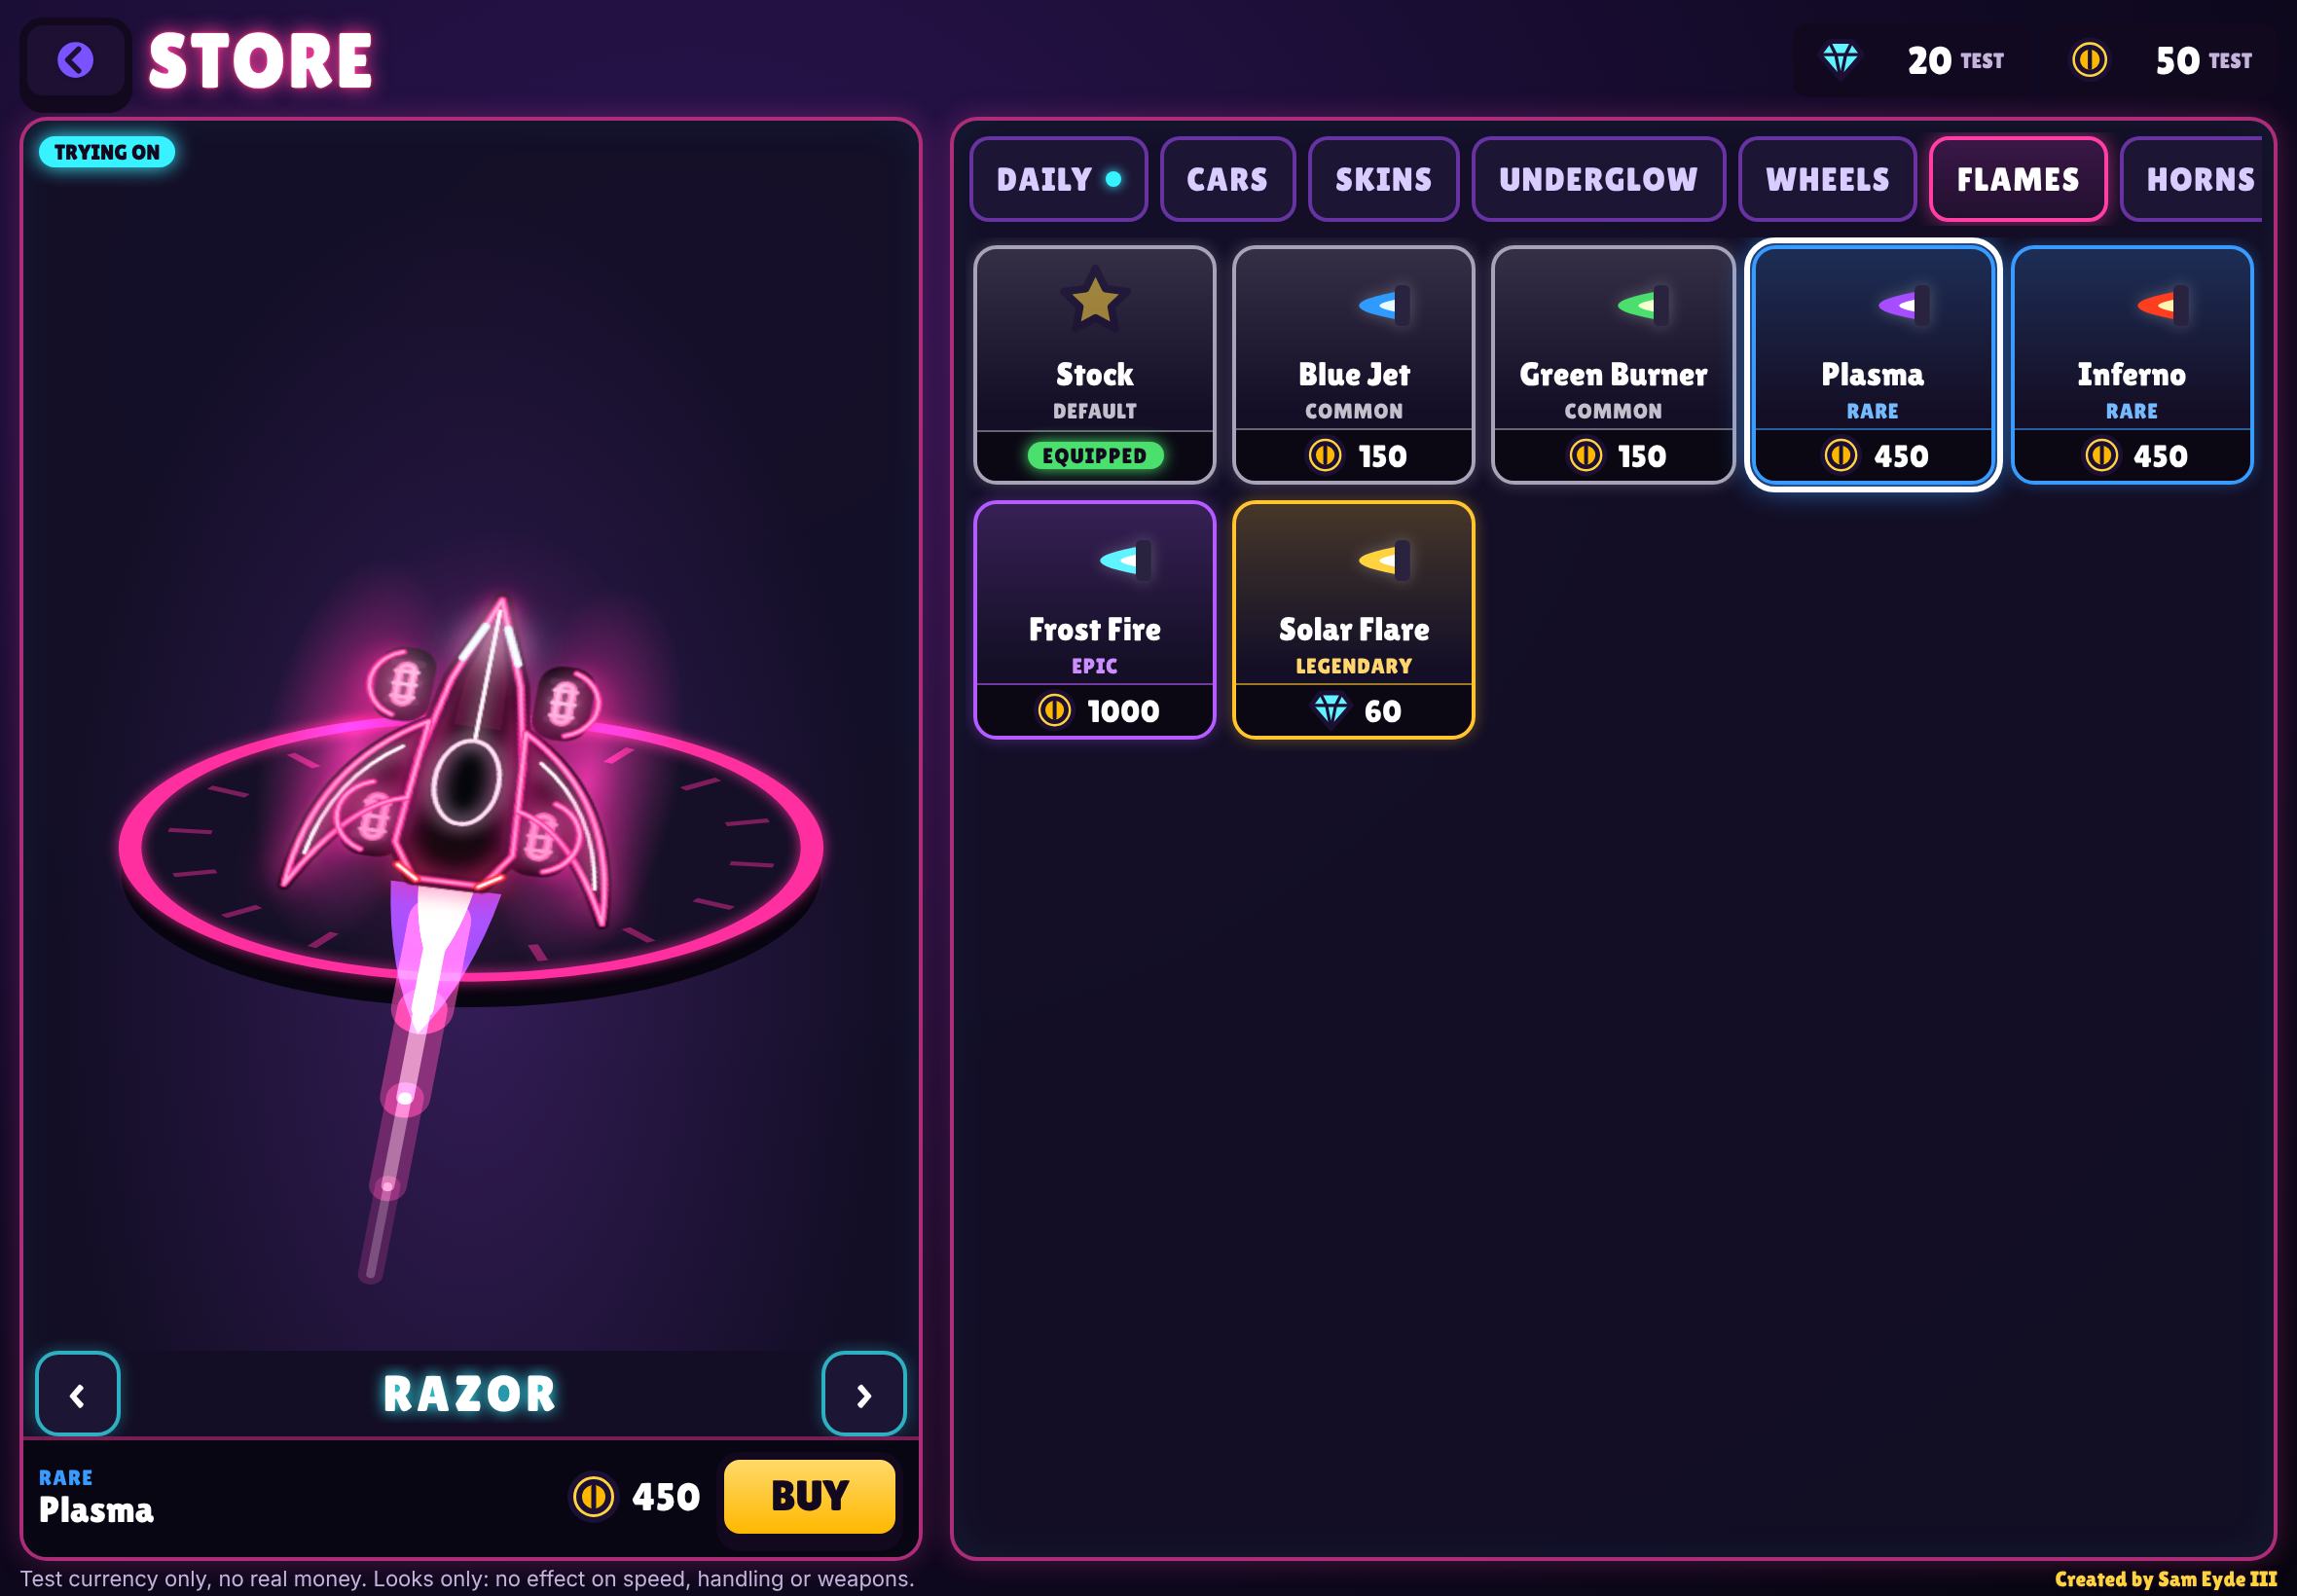 STORE
20 TEST
50 TEST
TRYING ON
DAILY
CARS
SKINS
UNDERGLOW
WHEELS
FLAMES
HORNS
Stock
DEFAULT
EQUIPPED
Blue Jet
COMMON
150
Green Burner
COMMON
150
Plasma
RARE
450
Inferno
RARE
450
Frost Fire
EPIC
1000
Solar Flare
LEGENDARY
60
RAZOR
RARE
Plasma
450
BUY
Test currency only, no real money. Looks only: no effect on speed, handling or weapons.
Created by Sam Eyde III